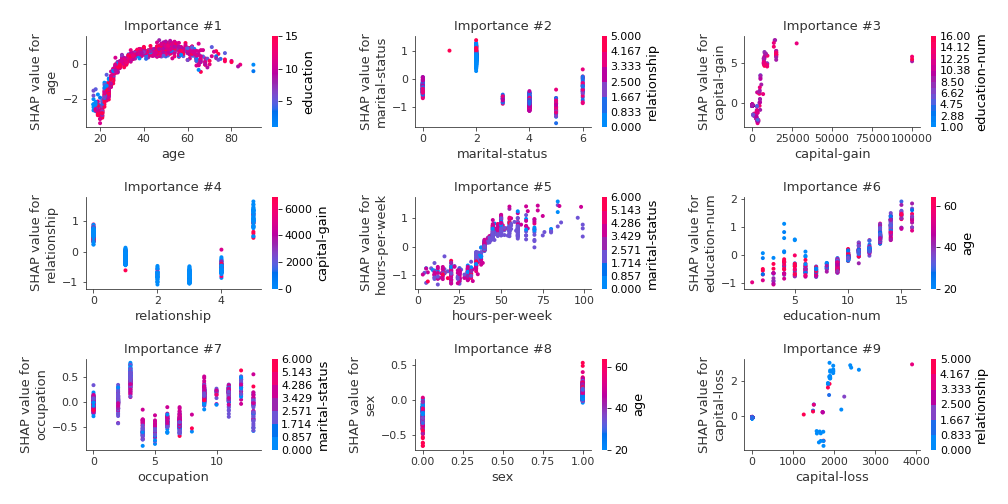 Importance #1
SHAP value for
age
0
−2
20
40
60
80
age
15
10
5
education
Importance #2
SHAP value for
marital-status
1
0
−1
0
2
4
6
marital-status
5.000
4.167
3.333
2.500
1.667
0.833
0.000
relationship
Importance #3
SHAP value for
capital-gain
5
0
0
25000
50000
75000
100000
capital-gain
16.00
14.12
12.25
10.38
8.50
6.62
4.75
2.88
1.00
education-num
Importance #4
SHAP value for
relationship
1
0
−1
0
2
4
relationship
6000
4000
2000
0
capital-gain
Importance #5
SHAP value for
hours-per-week
1
0
−1
0
25
50
75
100
hours-per-week
6.000
5.143
4.286
3.429
2.571
1.714
0.857
0.000
marital-status
Importance #6
SHAP value for
education-num
2
1
0
−1
5
10
15
education-num
60
40
20
age
Importance #7
SHAP value for
occupation
0.5
0.0
−0.5
0
5
10
occupation
6.000
5.143
4.286
3.429
2.571
1.714
0.857
0.000
marital-status
Importance #8
SHAP value for
sex
0.5
0.0
−0.5
0.00
0.25
0.50
0.75
1.00
sex
60
40
20
age
Importance #9
SHAP value for
capital-loss
2
0
0
1000
2000
3000
4000
capital-loss
5.000
4.167
3.333
2.500
1.667
0.833
0.000
relationship